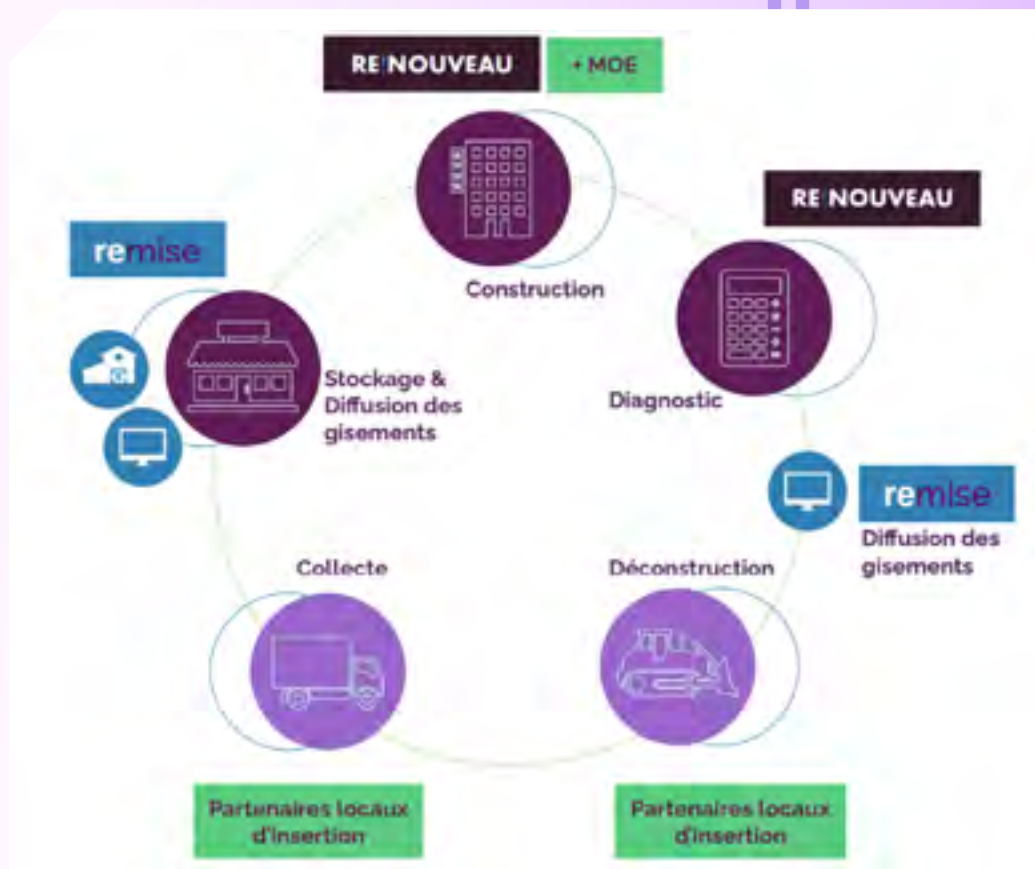 RE!NOUVEAU
+ MOE
RE NOUVEAU
remise
Construction
Stockage &
Diffusion des
gisements
Diagnostic
remise
Diffusion des
gisements
Collecte
Déconstruction
Partenaires locaux
d'insertion
Partenaires locaux
d'insertion